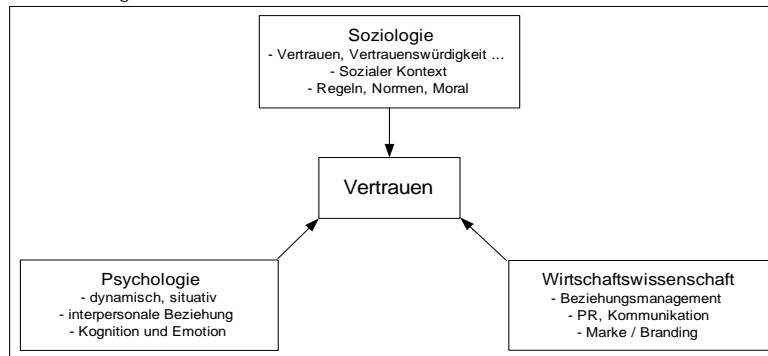 Soziologie
- Vertrauen, Vertrauenswürdigkeit ...
- Sozialer Kontext
- Regeln, Normen, Moral
Vertrauen
Psychologie
- dynamisch, situativ
- interpersonale Beziehung
- Kognition und Emotion
Wirtschaftswissenschaft
- Beziehungsmanagement
- PR, Kommunikation
- Marke / Branding